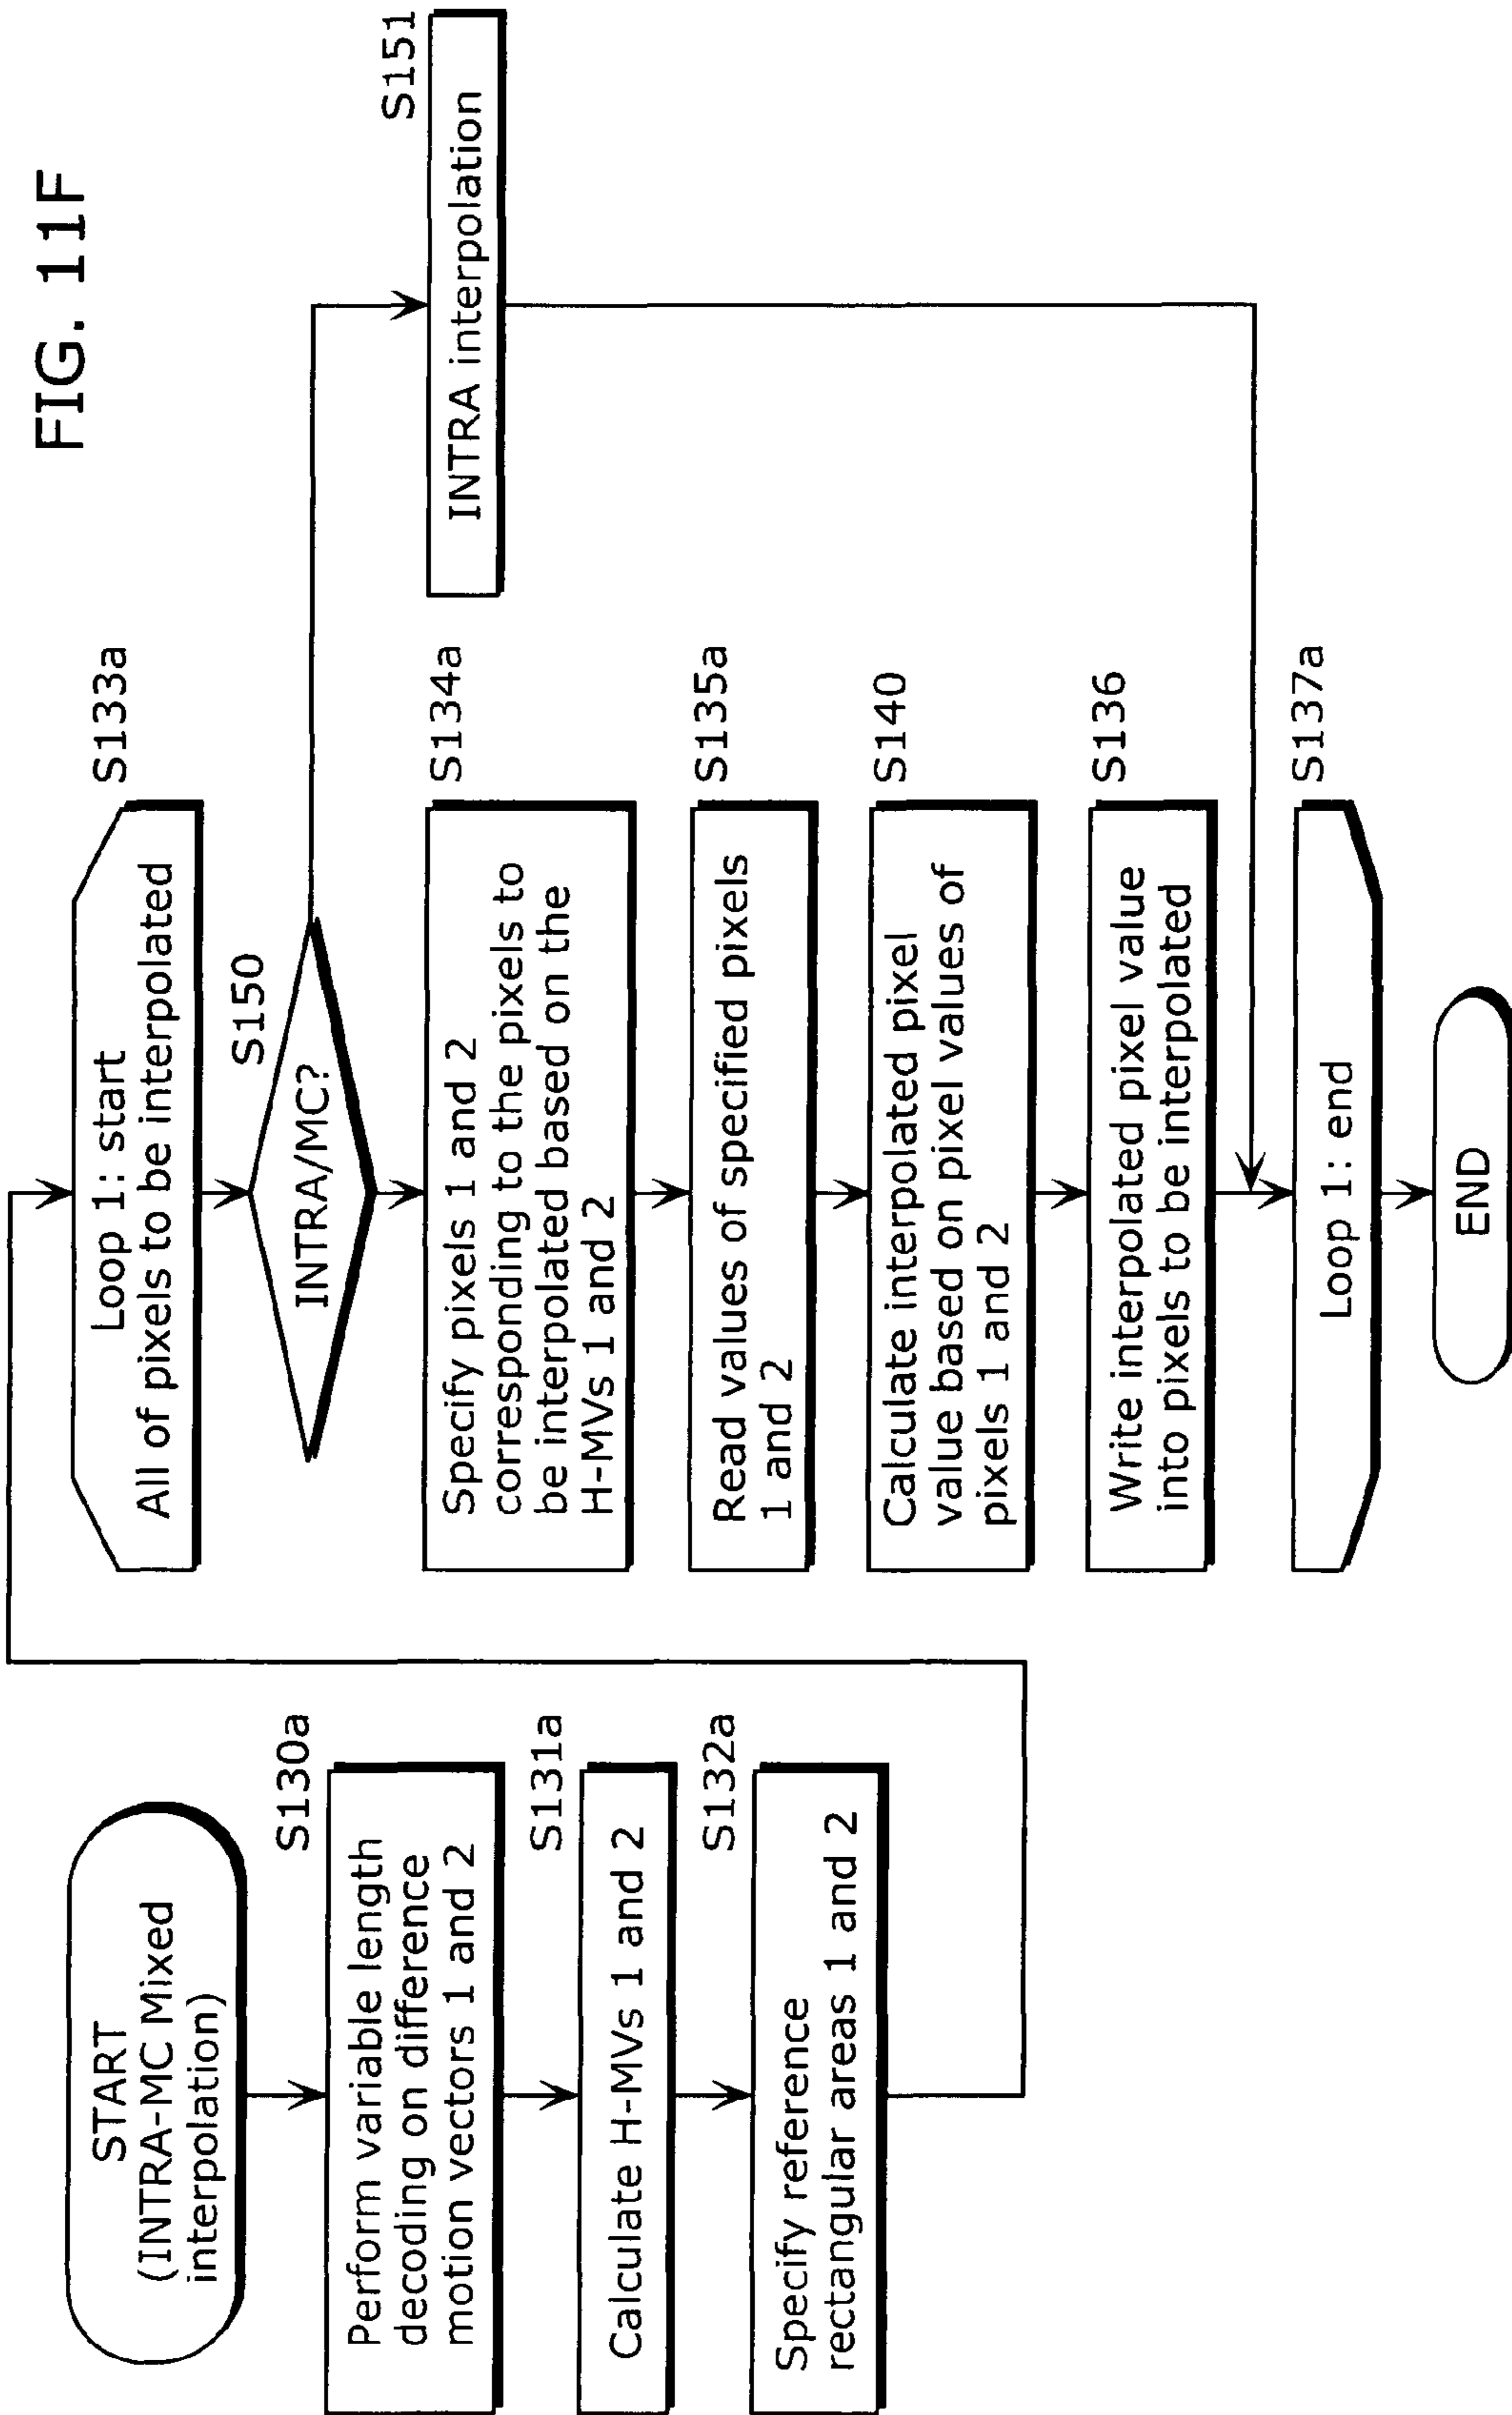 FIG. 11F
START
(INTRA-MC Mixed
interpolation)
S130a
Perform variable length
decoding on difference
motion vectors 1 and 2
S131a
Calculate H-MVs 1 and 2
S132a
Specify reference
rectangular areas 1 and 2
S133a
Loop 1: start
All of pixels to be interpolated
S150
INTRA/MC?
S151
INTRA interpolation
S134a
Specify pixels 1 and 2
corresponding to the pixels to
be interpolated based on the
H-MVs 1 and 2
S135a
Read values of specified pixels
1 and 2
S140
Calculate interpolated pixel
value based on pixel values of
pixels 1 and 2
S136
Write interpolated pixel value
into pixels to be interpolated
S137a
Loop 1: end
END